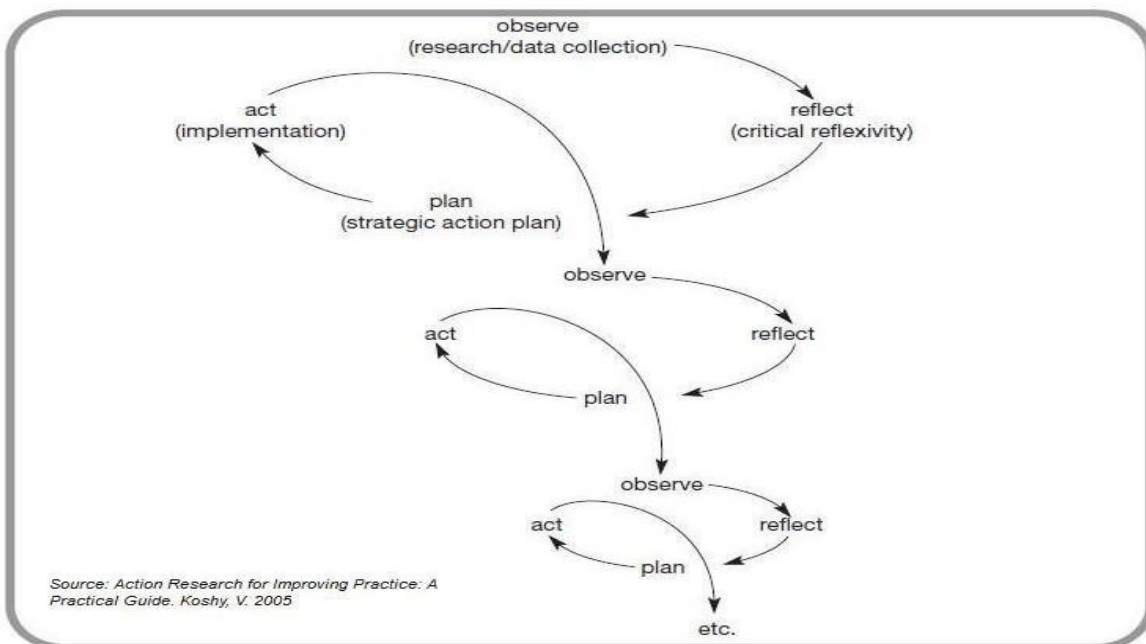 observe
(research/data collection)
act
(implementation)
reflect
(critical reflexivity)
plan
(strategic action plan)
observe
act
reflect
plan
observe
act
reflect
plan
etc.
Source: Action Research for Improving Practice: A
Practical Guide. Koshy, V. 2005